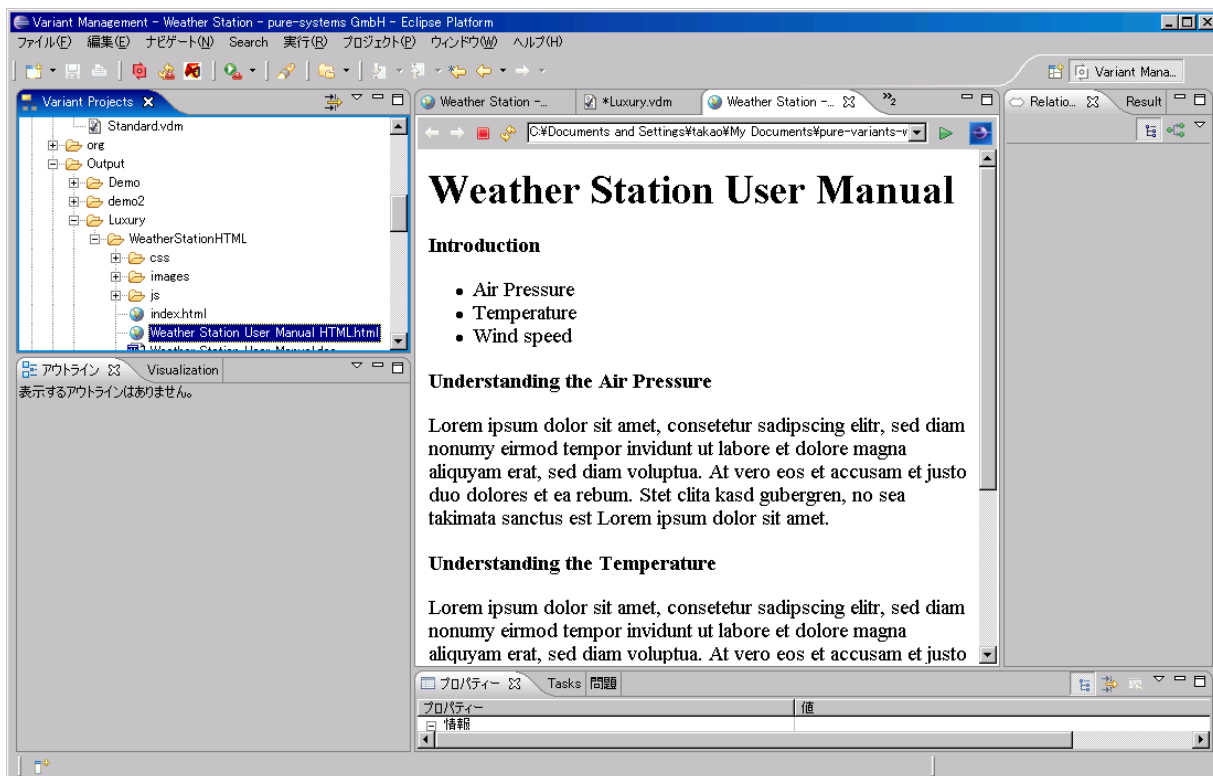 Variant Management - Weather Station - pure-systems GmbH - Eclipse Platform
ファイル(F) 編集(E) ナビゲート(N) Search 実行(R) プロジェクト(P) ウィンドウ(W) ヘルプ(H)
Variant Mana...
Variant Projects
Standard.vdm
org
Output
Demo
demo2
Luxury
WeatherStationHTML
css
images
js
index.html
Weather Station User Manual HTML.html
Weather Station User Manual.doc
アウトライン Visualization
表示するアウトラインはありません。
Weather Station -... *Luxury.vdm Weather Station -... »2
C:¥Documents and Settings¥takao¥My Documents¥pure-variants-v
Weather Station User Manual
Introduction
• Air Pressure
• Temperature
• Wind speed
Understanding the Air Pressure
Lorem ipsum dolor sit amet, consetetur sadipscing elitr, sed diam
nonumy eirmod tempor invidunt ut labore et dolore magna
aliquyam erat, sed diam voluptua. At vero eos et accusam et justo
duo dolores et ea rebum. Stet clita kasd gubergren, no sea
takimata sanctus est Lorem ipsum dolor sit amet.
Understanding the Temperature
Lorem ipsum dolor sit amet, consetetur sadipscing elitr, sed diam
nonumy eirmod tempor invidunt ut labore et dolore magna
aliquyam erat, sed diam voluptua. At vero eos et accusam et justo
Relatio... Result
プロパティー Tasks 問題
プロパティー 値
情報